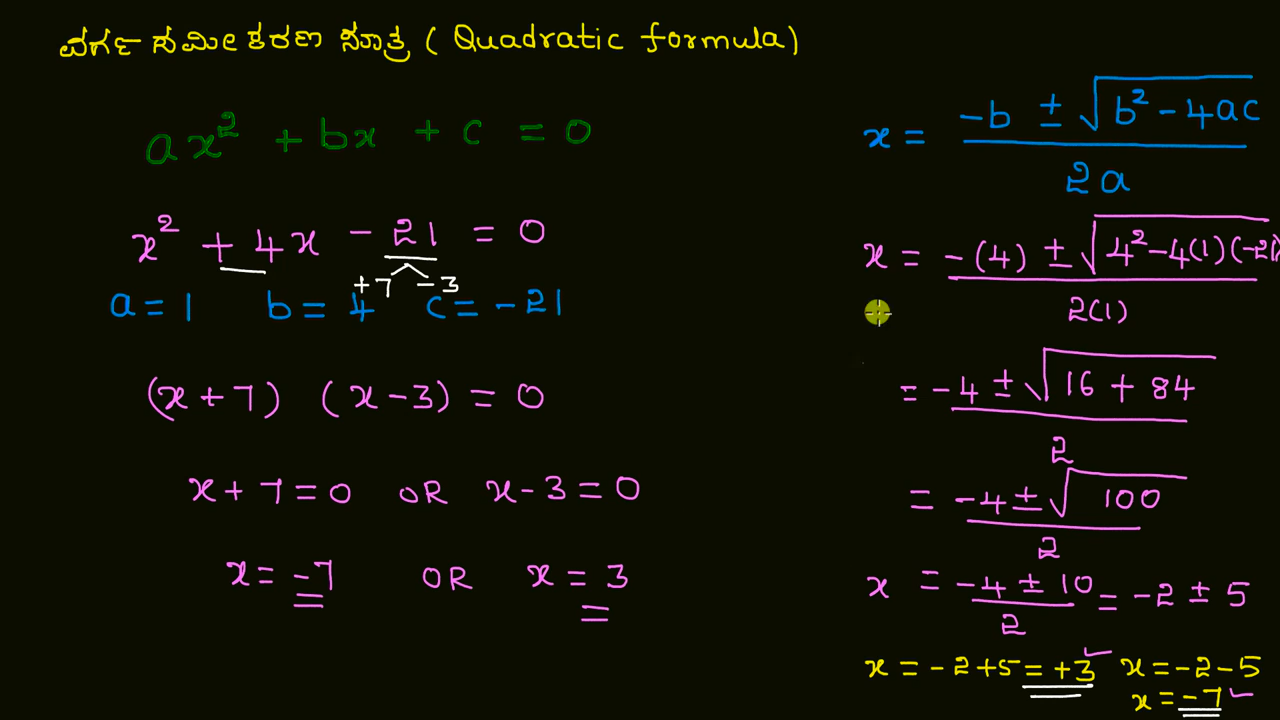 ವರ್ಗ ಸಮೀಕರಣ ಸೂತ್ರ ( Quadratic formula)
ax² + bx + c = 0
x² + 4x - 21 = 0
+7 -3
a = 1 b = 4 c = -21
(x+7) (x-3) = 0
x+7=0 OR x-3=0
x= -7 OR x = 3
x = (-b ± √(b²-4ac))/2a
x = (-(4) ± √(4²-4(1)(-21)))/2(1)
= (-4 ± √(16 + 84))/2
= (-4 ± √100)/2
x = (-4 ± 10)/2 = -2 ± 5
x = -2+5 = +3 ✓ x=-2-5
x = -7 ✓